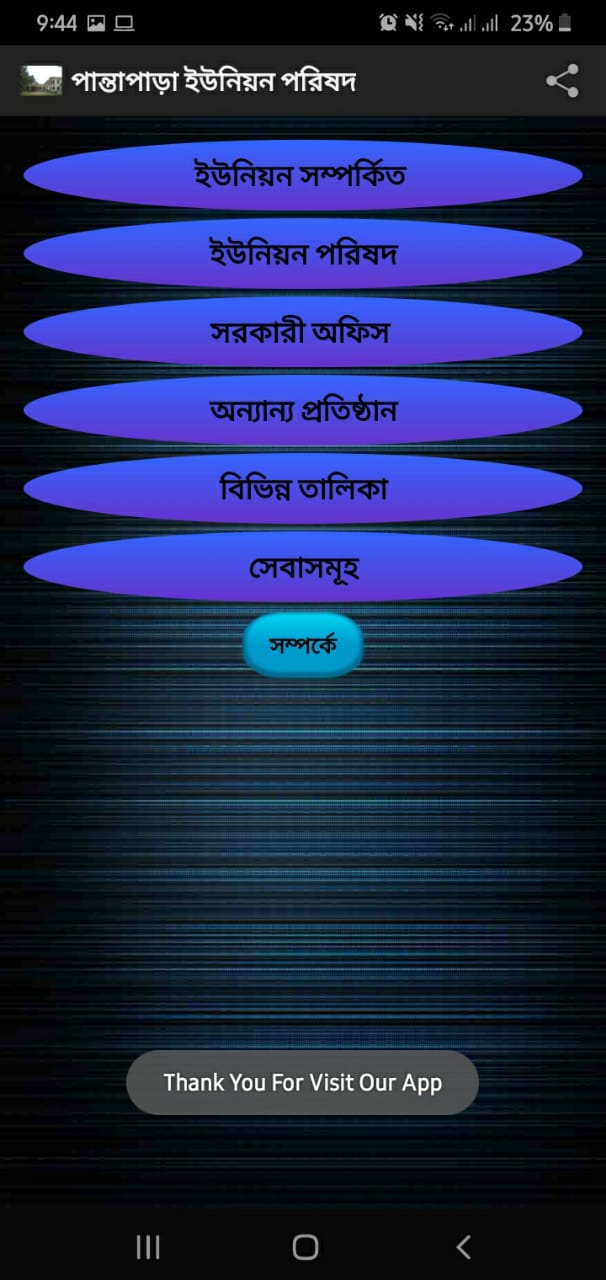 9:44 23%
পান্তাপাড়া ইউনিয়ন পরিষদ
ইউনিয়ন সম্পর্কিত
ইউনিয়ন পরিষদ
সরকারী অফিস
অন্যান্য প্রতিষ্ঠান
বিভিন্ন তালিকা
সেবাসমূহ
সম্পর্কে
Thank You For Visit Our App